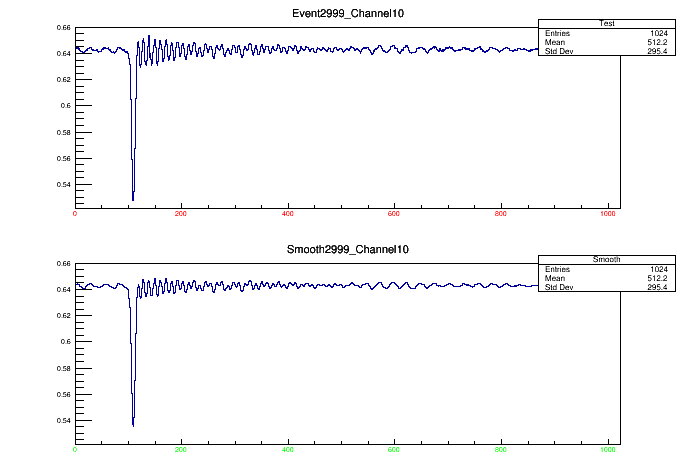 Event2999_Channel10
Test
Entries 1024
Mean 512.2
Std Dev 295.4
0.66
0.64
0.62
0.6
0.58
0.56
0.54
0 200 400 600 800 1000
Smooth2999_Channel10
Smooth
Entries 1024
Mean 512.2
Std Dev 295.4
0.66
0.64
0.62
0.6
0.58
0.56
0.54
0 200 400 600 800 1000